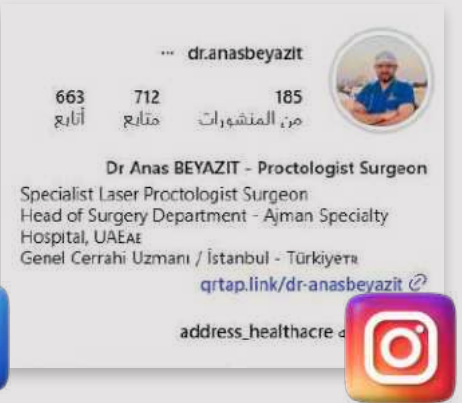 dr.anasbeyazit ...
185 712 663
من المنشورات متابع أتابع
Dr Anas BEYAZIT - Proctologist Surgeon
Specialist Laser Proctologist Surgeon
Head of Surgery Department - Ajman Specialty
Hospital, UAEAE
Genel Cerrahi Uzmanı / İstanbul - TürkiyeTR
qrtap.link/dr-anasbeyazit
address_healthacre